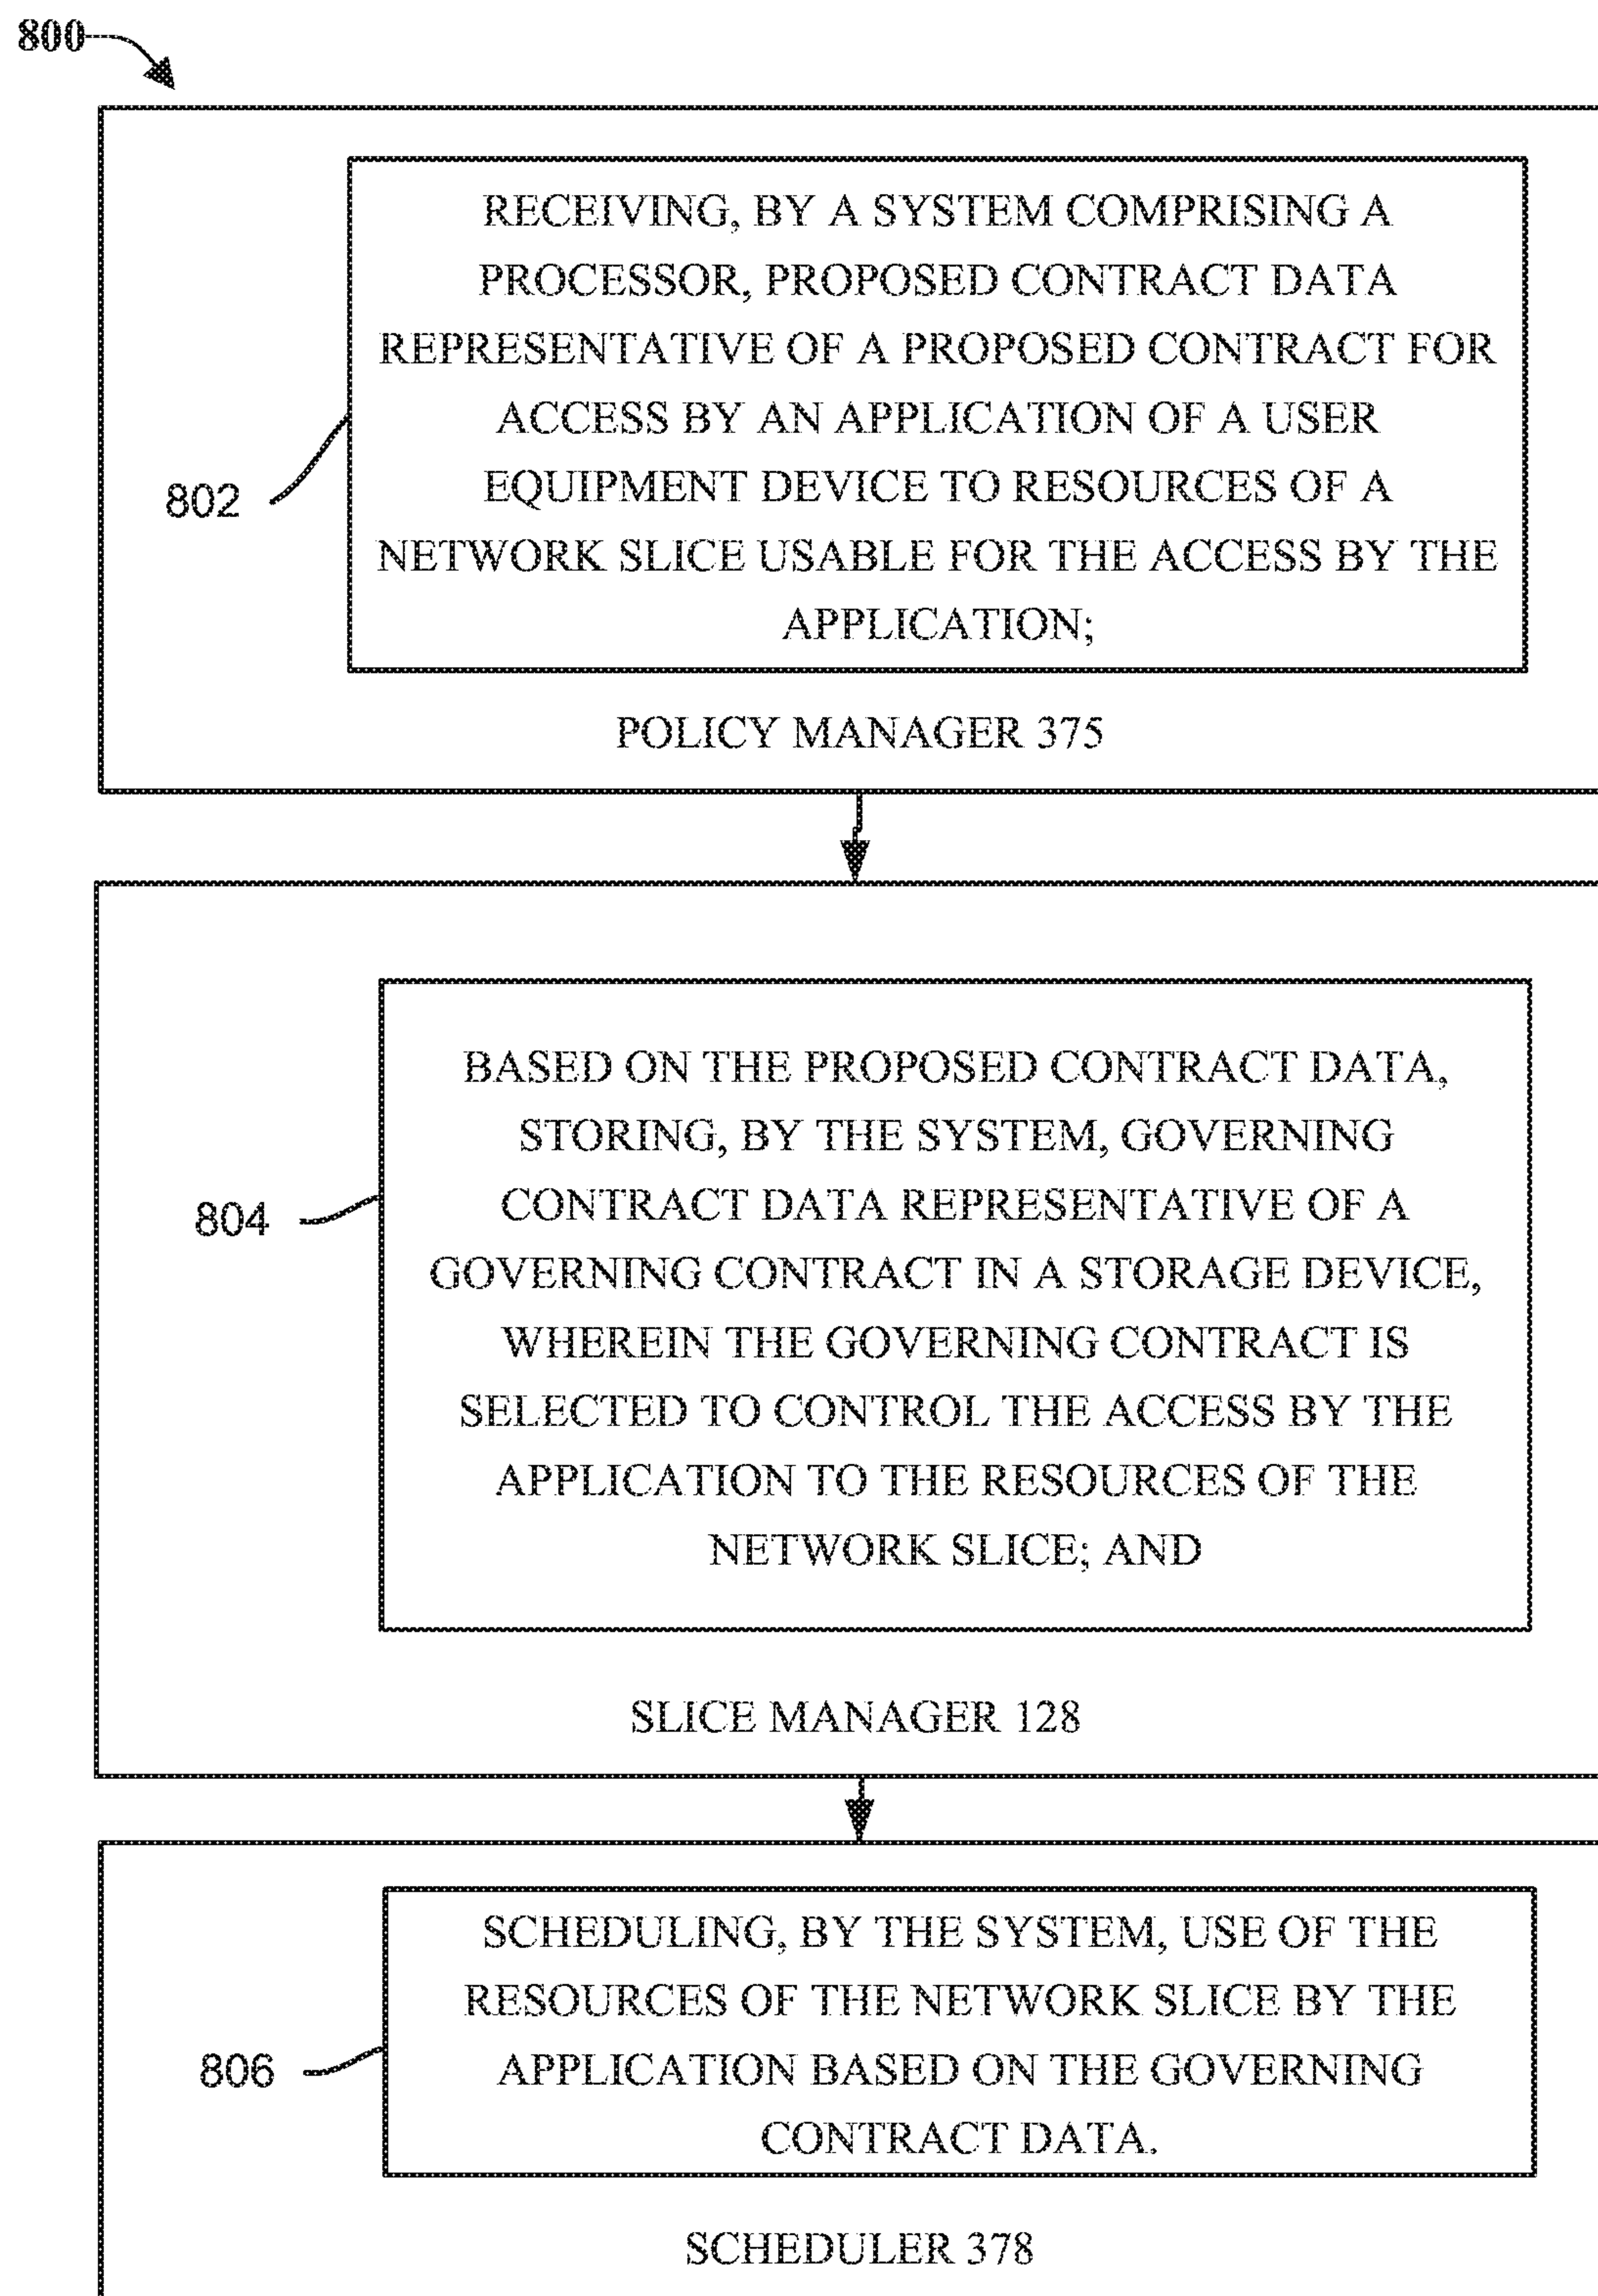 800
RECEIVING, BY A SYSTEM COMPRISING A
PROCESSOR, PROPOSED CONTRACT DATA
REPRESENTATIVE OF A PROPOSED CONTRACT FOR
ACCESS BY AN APPLICATION OF A USER
EQUIPMENT DEVICE TO RESOURCES OF A
NETWORK SLICE USABLE FOR THE ACCESS BY THE
APPLICATION;
802
POLICY MANAGER 375
BASED ON THE PROPOSED CONTRACT DATA,
STORING, BY THE SYSTEM, GOVERNING
CONTRACT DATA REPRESENTATIVE OF A
GOVERNING CONTRACT IN A STORAGE DEVICE,
WHEREIN THE GOVERNING CONTRACT IS
SELECTED TO CONTROL THE ACCESS BY THE
APPLICATION TO THE RESOURCES OF THE
NETWORK SLICE; AND
804
SLICE MANAGER 128
SCHEDULING, BY THE SYSTEM, USE OF THE
RESOURCES OF THE NETWORK SLICE BY THE
APPLICATION BASED ON THE GOVERNING
CONTRACT DATA.
806
SCHEDULER 378